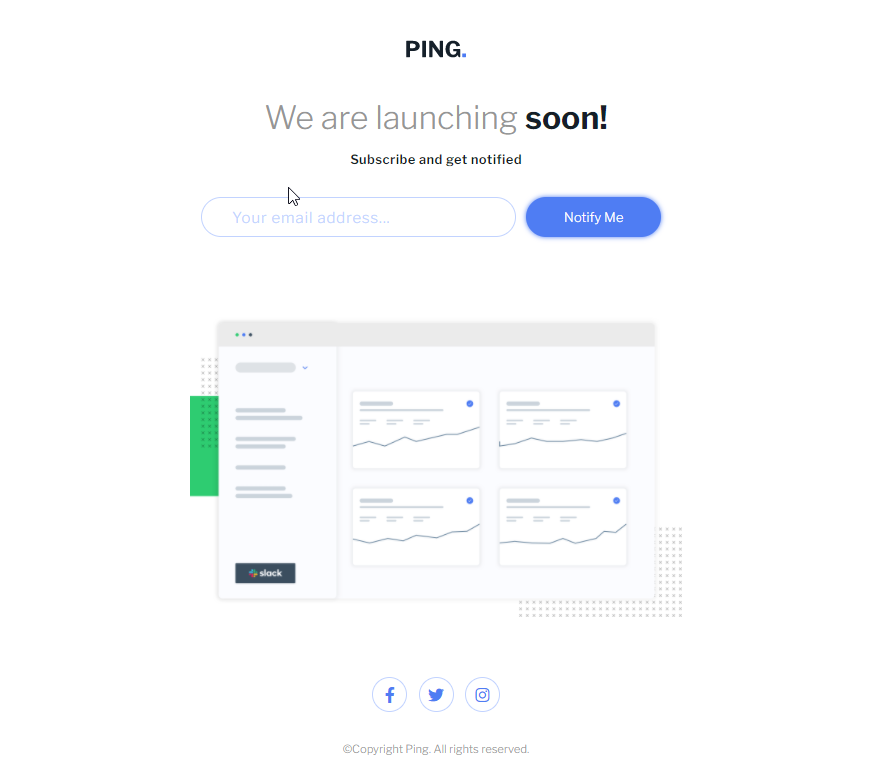 PING.
We are launching soon!
Subscribe and get notified
Your email address...
Notify Me
slack
©Copyright Ping. All rights reserved.